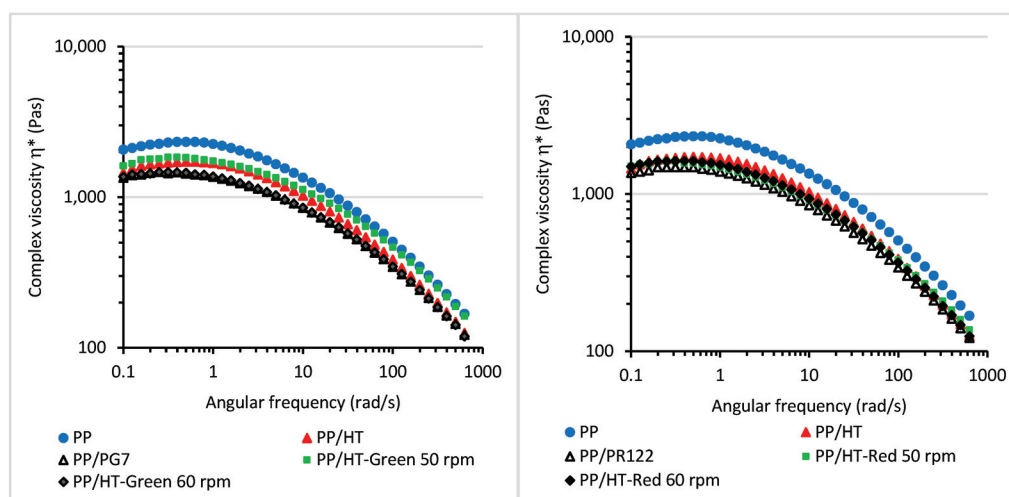 10,000
1,000
100
Complex viscosity η* (Pas)
0.1 1 10 100 1000
Angular frequency (rad/s)
PP PP/HT
PP/PG7 PP/HT-Green 50 rpm
PP/HT-Green 60 rpm
10,000
1,000
100
Complex viscosity η* (Pas)
0.1 1 10 100 1000
Angular frequency (rad/s)
PP PP/HT
PP/PR122 PP/HT-Red 50 rpm
PP/HT-Red 60 rpm